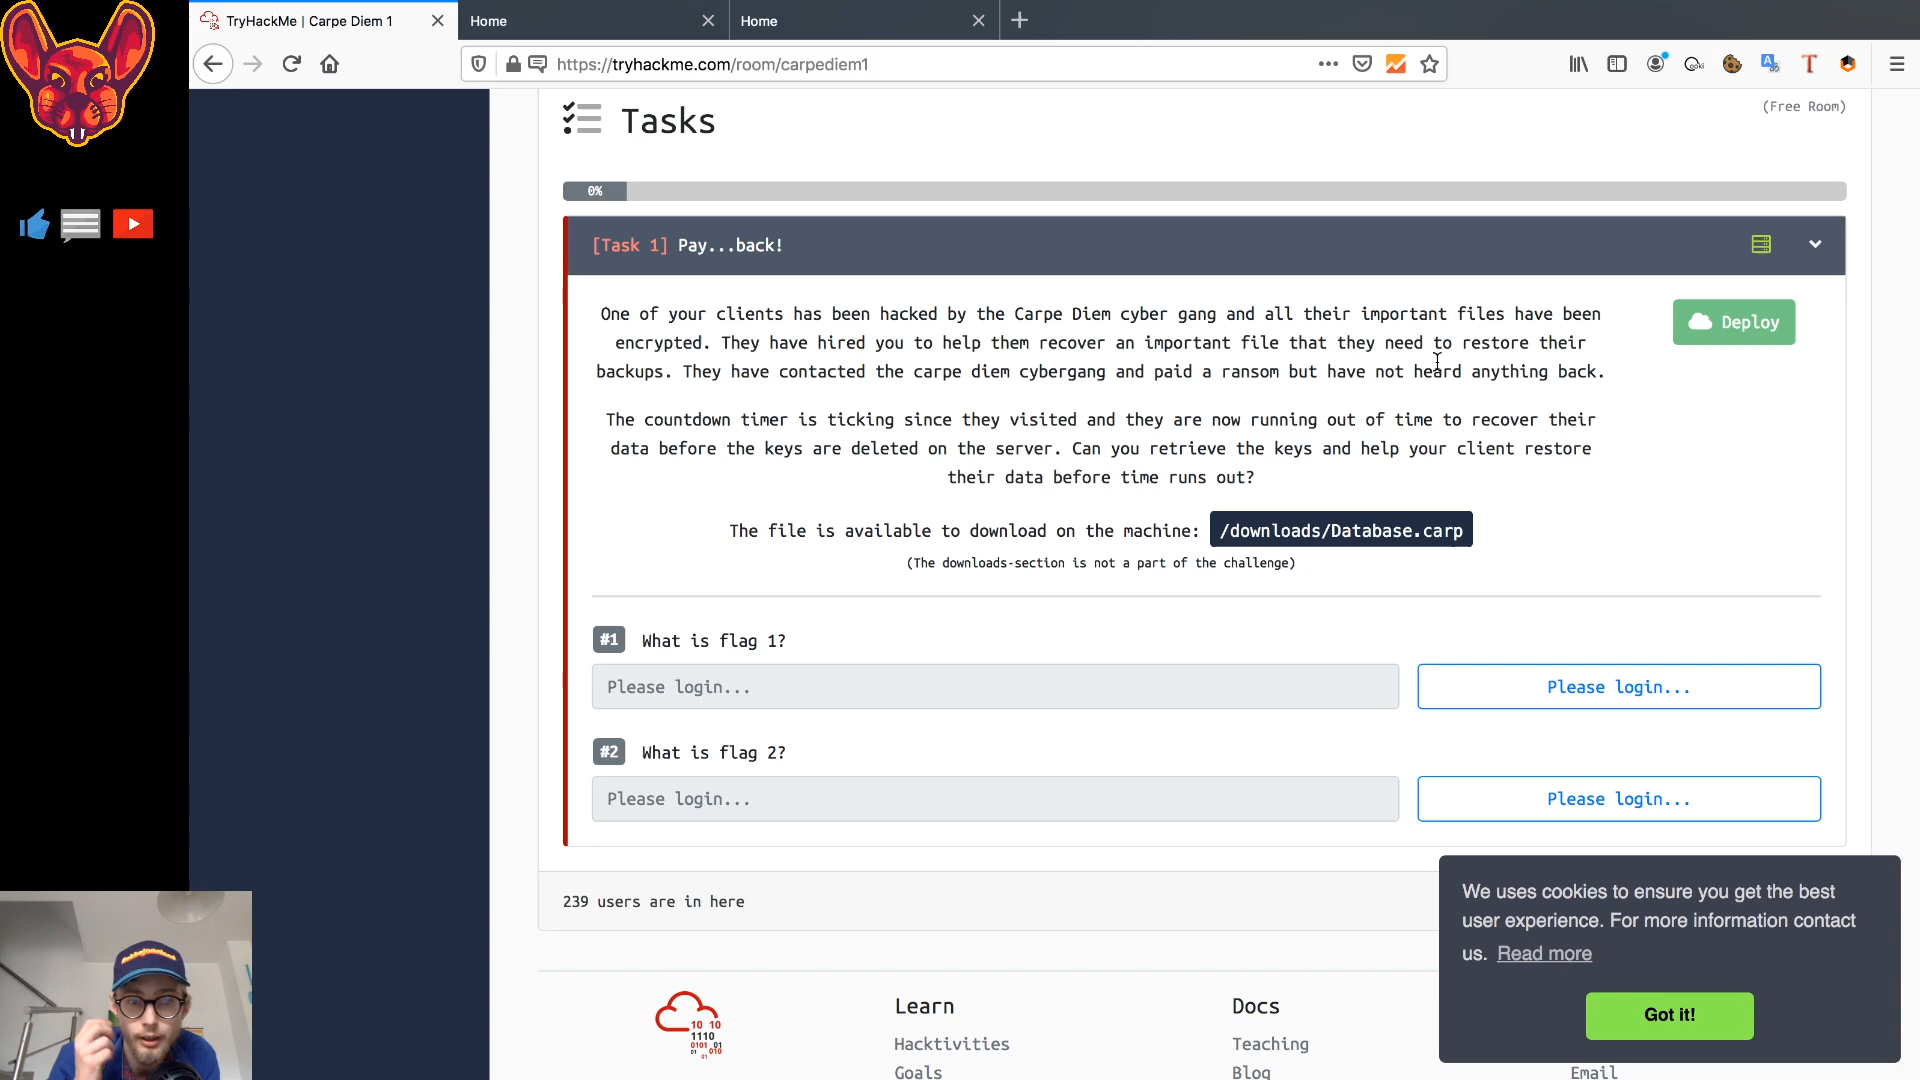 TryHackMe | Carpe Diem 1
Home
Home
https://tryhackme.com/room/carpediem1
Tasks
(Free Room)
0%
[Task 1] Pay...back!
One of your clients has been hacked by the Carpe Diem cyber gang and all their important files have been
encrypted. They have hired you to help them recover an important file that they need to restore their
backups. They have contacted the carpe diem cybergang and paid a ransom but have not heard anything back.
Deploy
The countdown timer is ticking since they visited and they are now running out of time to recover their
data before the keys are deleted on the server. Can you retrieve the keys and help your client restore
their data before time runs out?
The file is available to download on the machine: /downloads/Database.carp
(The downloads-section is not a part of the challenge)
#1 What is flag 1?
Please login...
Please login...
#2 What is flag 2?
Please login...
Please login...
239 users are in here
We uses cookies to ensure you get the best
user experience. For more information contact
us. Read more
Got it!
10 10
1110
0101 01
01 010
01
Learn
Hacktivities
Goals
Docs
Teaching
Blog
Email